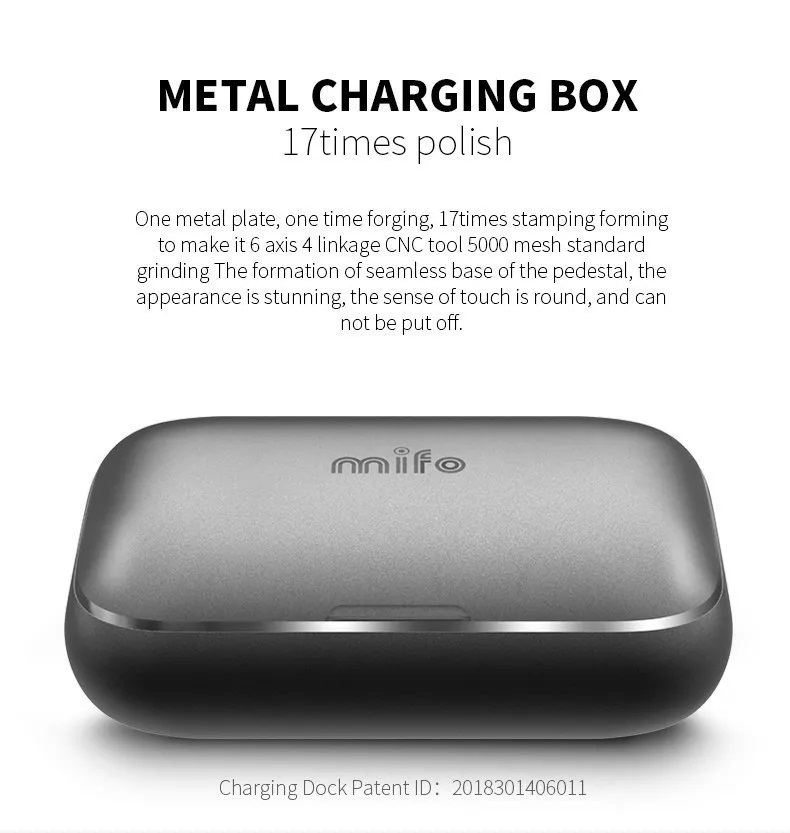 METAL CHARGING BOX
17times polish
One metal plate, one time forging, 17times stamping forming
to make it 6 axis 4 linkage CNC tool 5000 mesh standard
grinding The formation of seamless base of the pedestal, the
appearance is stunning, the sense of touch is round, and can
not be put off.
mifo
Charging Dock Patent ID：2018301406011